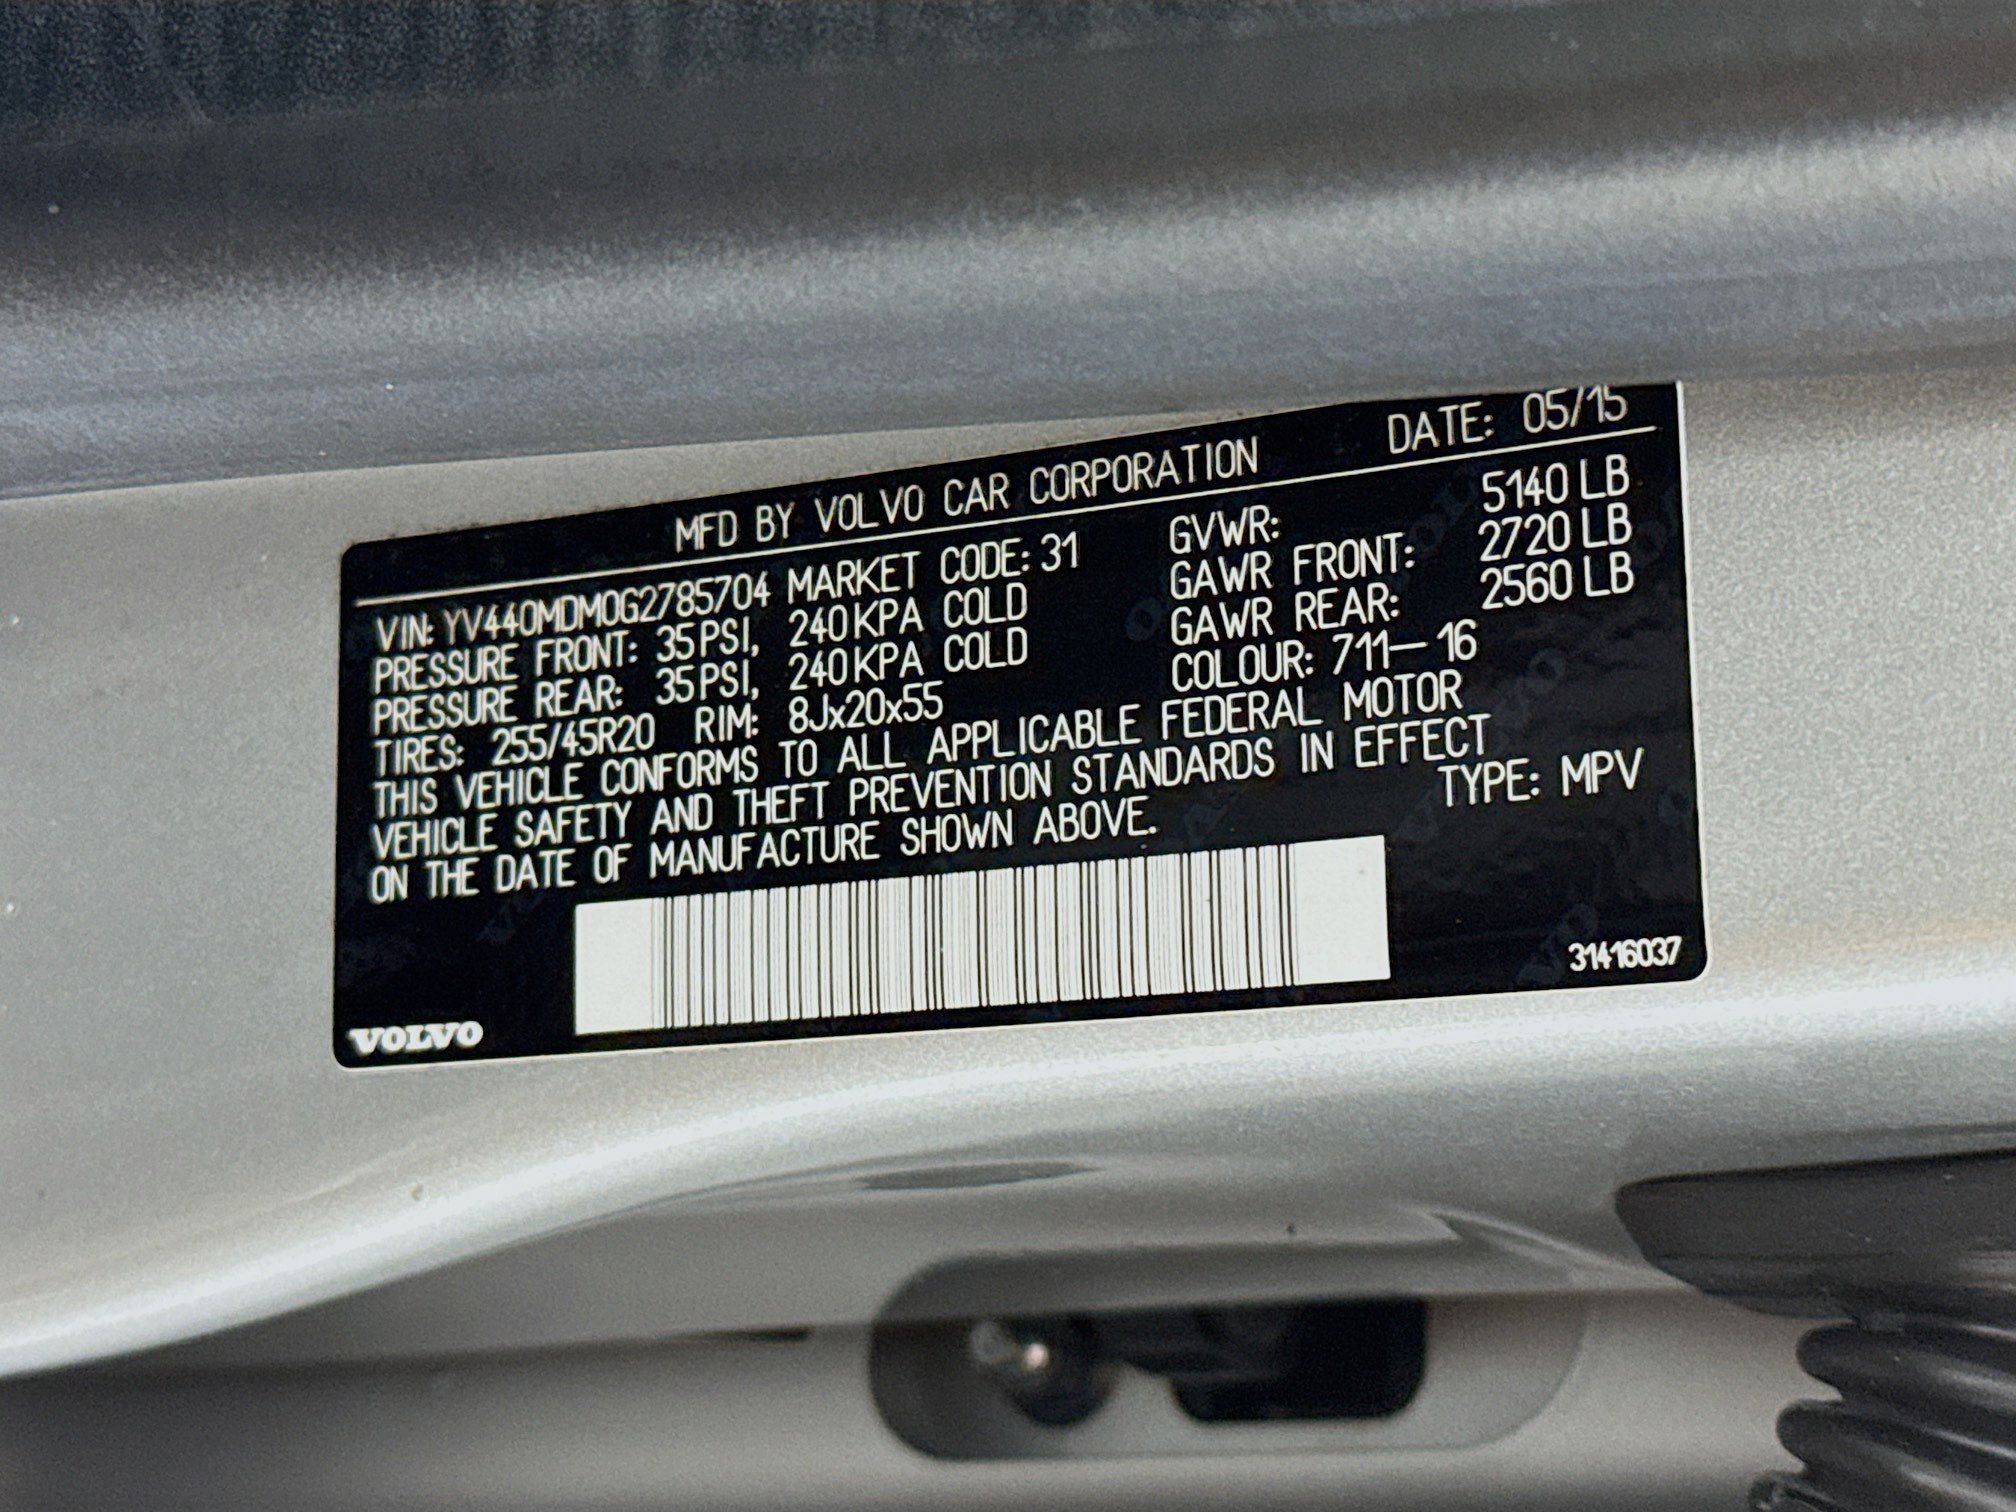 MFD BY VOLVO CAR CORPORATION DATE: 05/15
VIN: YV440MDM0G2785704 MARKET CODE: 31 GVWR: 5140 LB
PRESSURE FRONT: 35PSI, 240KPA COLD GAWR FRONT: 2720 LB
PRESSURE REAR: 35PSI, 240KPA COLD GAWR REAR: 2560 LB
TIRES: 255/45R20 RIM: 8Jx20x55 COLOUR: 711-16
THIS VEHICLE CONFORMS TO ALL APPLICABLE FEDERAL MOTOR
VEHICLE SAFETY AND THEFT PREVENTION STANDARDS IN EFFECT
ON THE DATE OF MANUFACTURE SHOWN ABOVE. TYPE: MPV
31416037
VOLVO